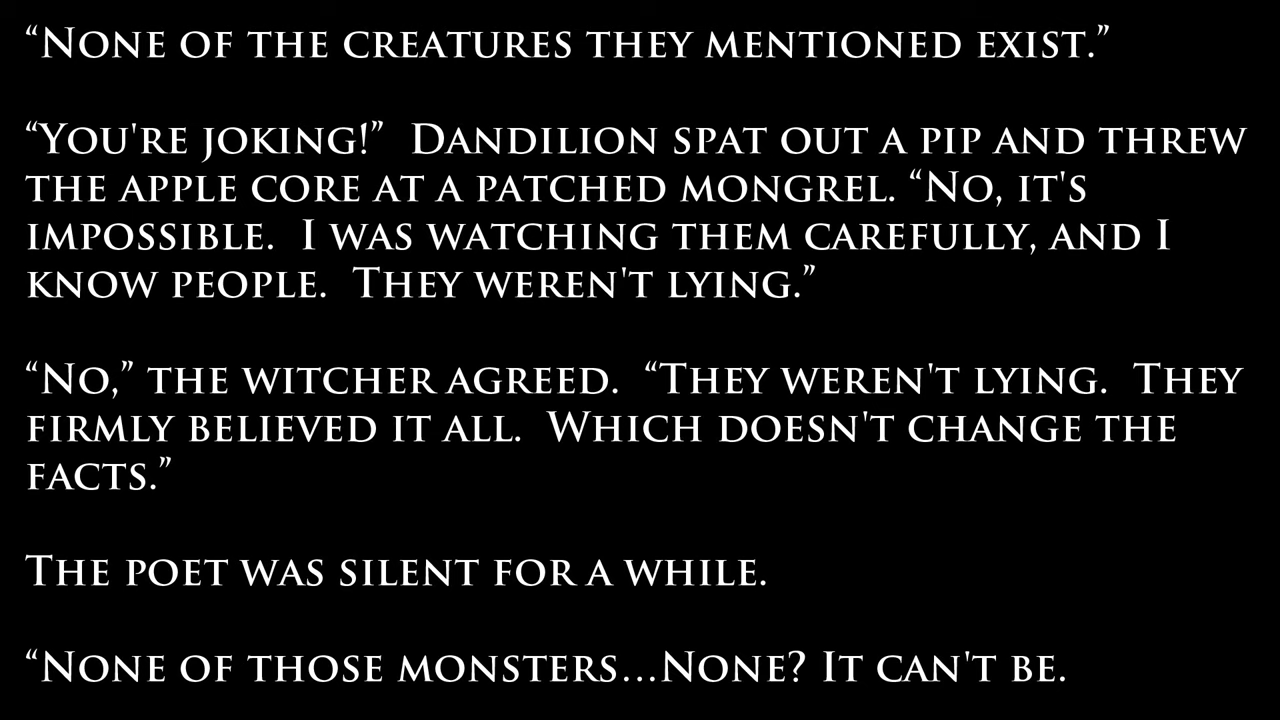 “None of the creatures they mentioned exist.”
“You're joking!”  Dandilion spat out a pip and threw
the apple core at a patched mongrel. “No, it's
impossible.  I was watching them carefully, and I
know people.  They weren't lying.”
“No,” the witcher agreed.  “They weren't lying.  They
firmly believed it all.  Which doesn't change the
facts.”
The poet was silent for a while.
“None of those monsters…None? It can't be.